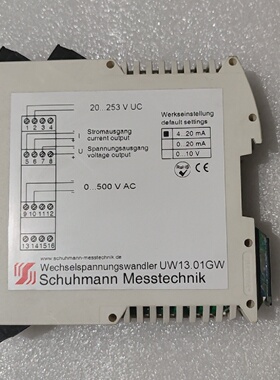 20...253 V UC
1 2 3 4
I Stromausgang
current output
U Spannungsausgang
voltage output
5 6 7 8
Werkseinstellung
default settings
4...20 mA
0...20 mA
0...10 V
0...500 V AC
9 10 11 12
13 14 15 16
www.schuhmann-messtechnik.de
Wechselspannungswandler UW13.01GW
Schuhmann Messtechnik